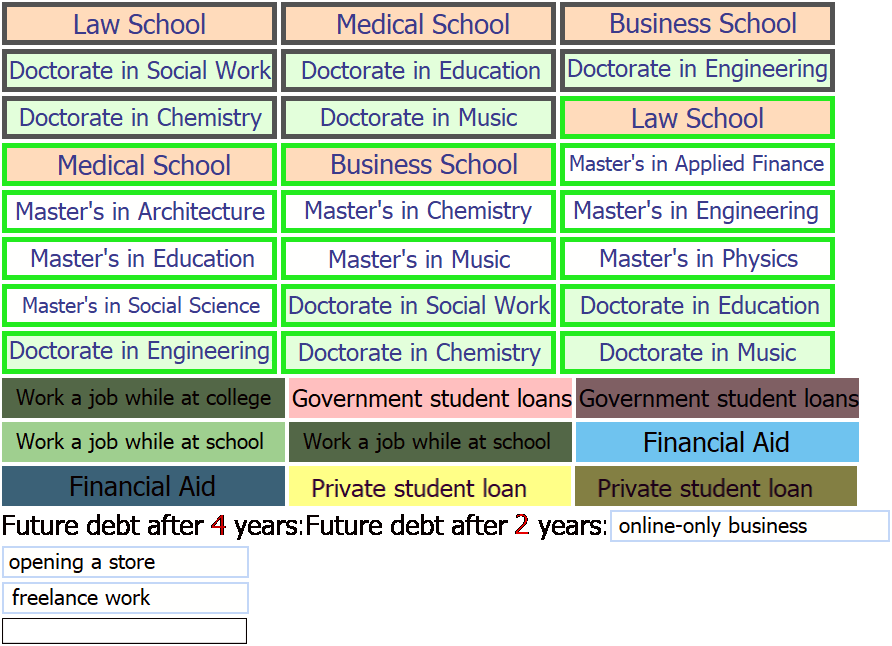 Law School Medical School Business School
Doctorate in Social Work Doctorate in Education Doctorate in Engineering
Doctorate in Chemistry Doctorate in Music Law School
Medical School Business School Master's in Applied Finance
Master's in Architecture Master's in Chemistry Master's in Engineering
Master's in Education Master's in Music Master's in Physics
Master's in Social Science Doctorate in Social Work Doctorate in Education
Doctorate in Engineering Doctorate in Chemistry Doctorate in Music
Work a job while at college Government student loans Government student loans
Work a job while at school Work a job while at school Financial Aid
Financial Aid Private student loan Private student loan
Future debt after 4 years:Future debt after 2 years: online-only business
opening a store
freelance work